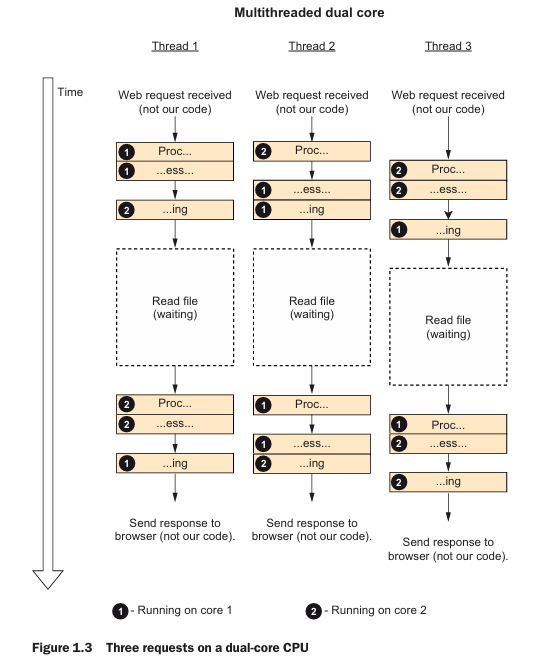 Multithreaded dual core
Thread 1
Thread 2
Thread 3
Time
Web request received
(not our code)
Web request received
(not our code)
Web request received
(not our code)
1 Proc...
1 ...ess...
2 ...ing
2 Proc...
1 ...ess...
1 ...ing
2 Proc...
2 ...ess...
1 ...ing
Read file
(waiting)
Read file
(waiting)
Read file
(waiting)
2 Proc...
2 ...ess...
1 ...ing
1 Proc...
1 ...ess...
2 ...ing
1 Proc...
2 ...ess...
2 ...ing
Send response to
browser (not our code).
Send response to
browser (not our code).
Send response to
browser (not our code).
1 - Running on core 1
2 - Running on core 2
Figure 1.3 Three requests on a dual-core CPU